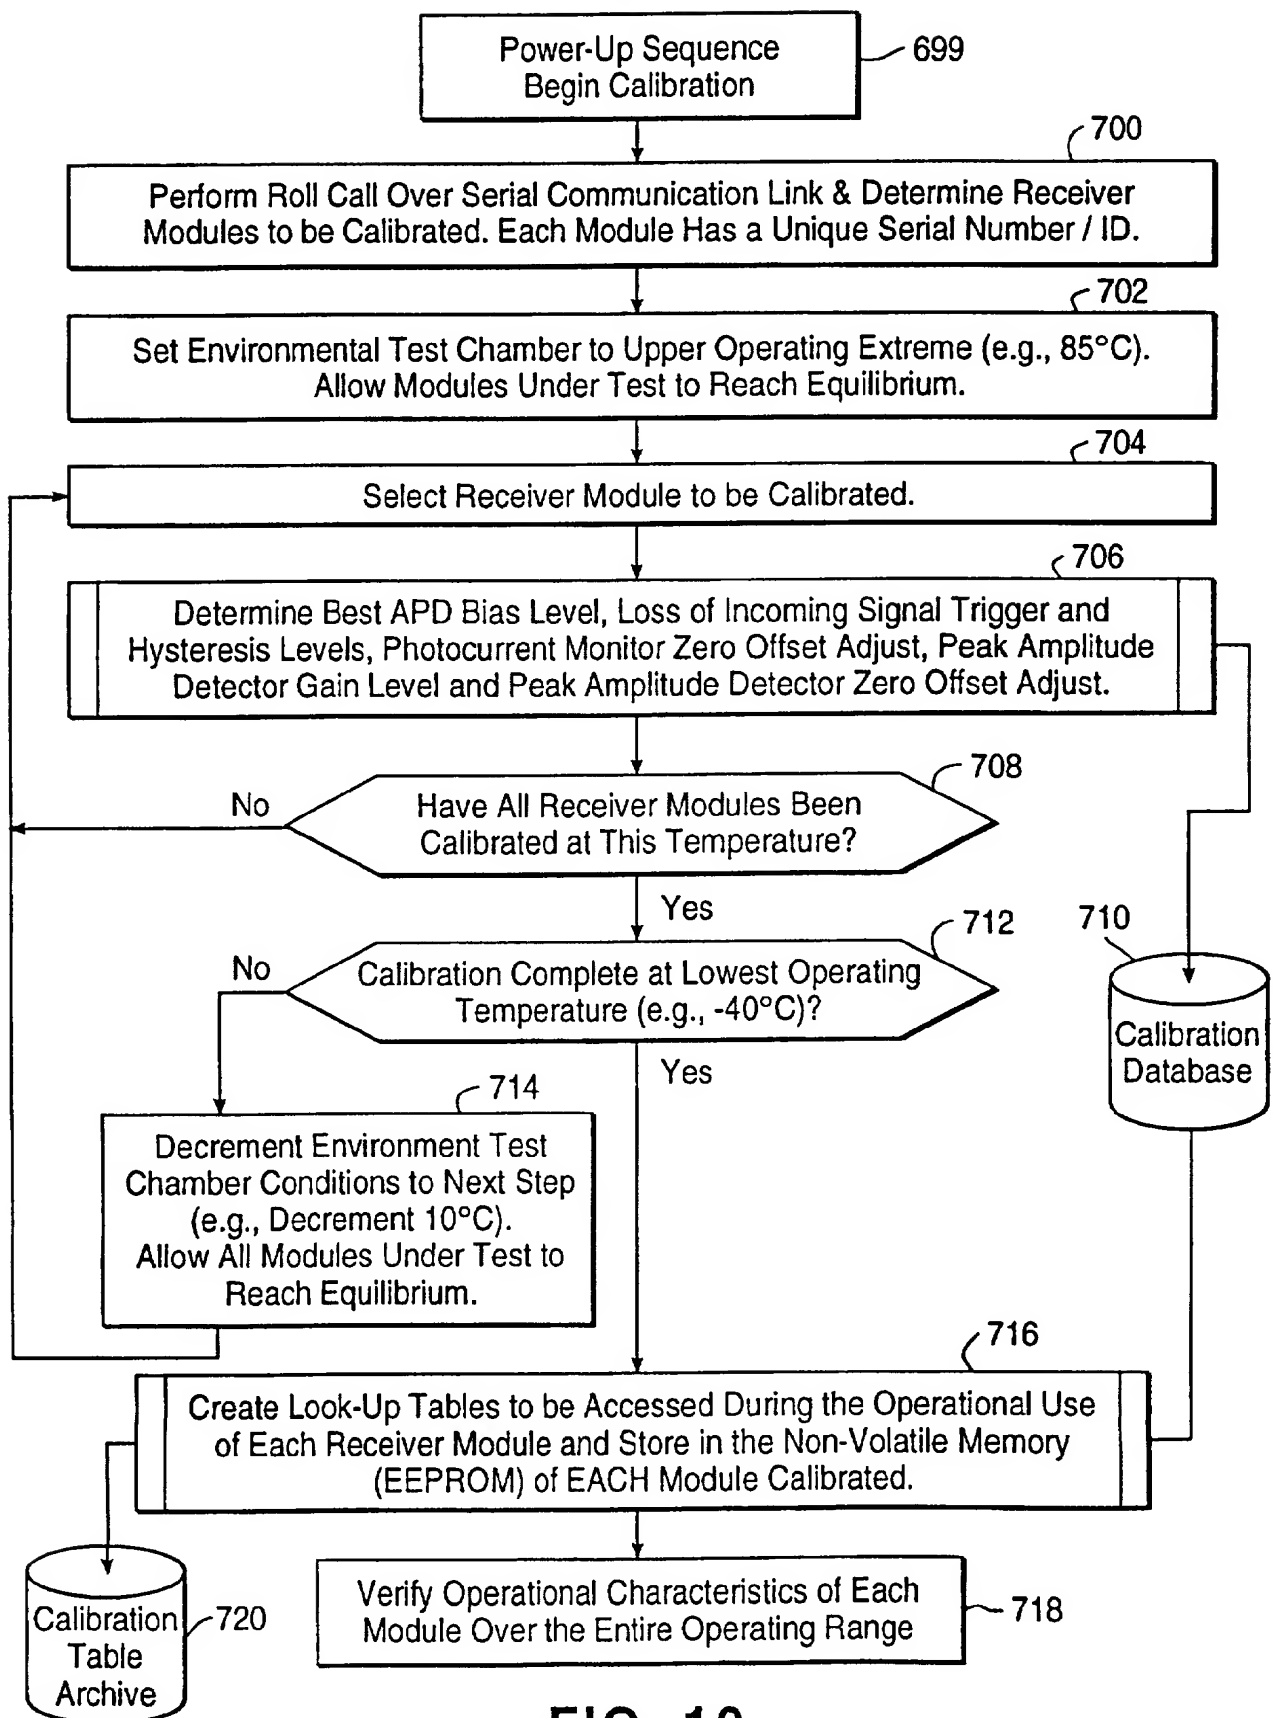 Power-Up Sequence
Begin Calibration
699
700
Perform Roll Call Over Serial Communication Link & Determine Receiver
Modules to be Calibrated. Each Module Has a Unique Serial Number / ID.
702
Set Environmental Test Chamber to Upper Operating Extreme (e.g., 85°C).
Allow Modules Under Test to Reach Equilibrium.
704
Select Receiver Module to be Calibrated.
706
Determine Best APD Bias Level, Loss of Incoming Signal Trigger and
Hysteresis Levels, Photocurrent Monitor Zero Offset Adjust, Peak Amplitude
Detector Gain Level and Peak Amplitude Detector Zero Offset Adjust.
708
No
Have All Receiver Modules Been
Calibrated at This Temperature?
Yes
712
710
No
Calibration Complete at Lowest Operating
Temperature (e.g., -40°C)?
Calibration
Database
Yes
714
Decrement Environment Test
Chamber Conditions to Next Step
(e.g., Decrement 10°C).
Allow All Modules Under Test to
Reach Equilibrium.
716
Create Look-Up Tables to be Accessed During the Operational Use
of Each Receiver Module and Store in the Non-Volatile Memory
(EEPROM) of EACH Module Calibrated.
Verify Operational Characteristics of Each
Module Over the Entire Operating Range
718
Calibration
Table
Archive
720